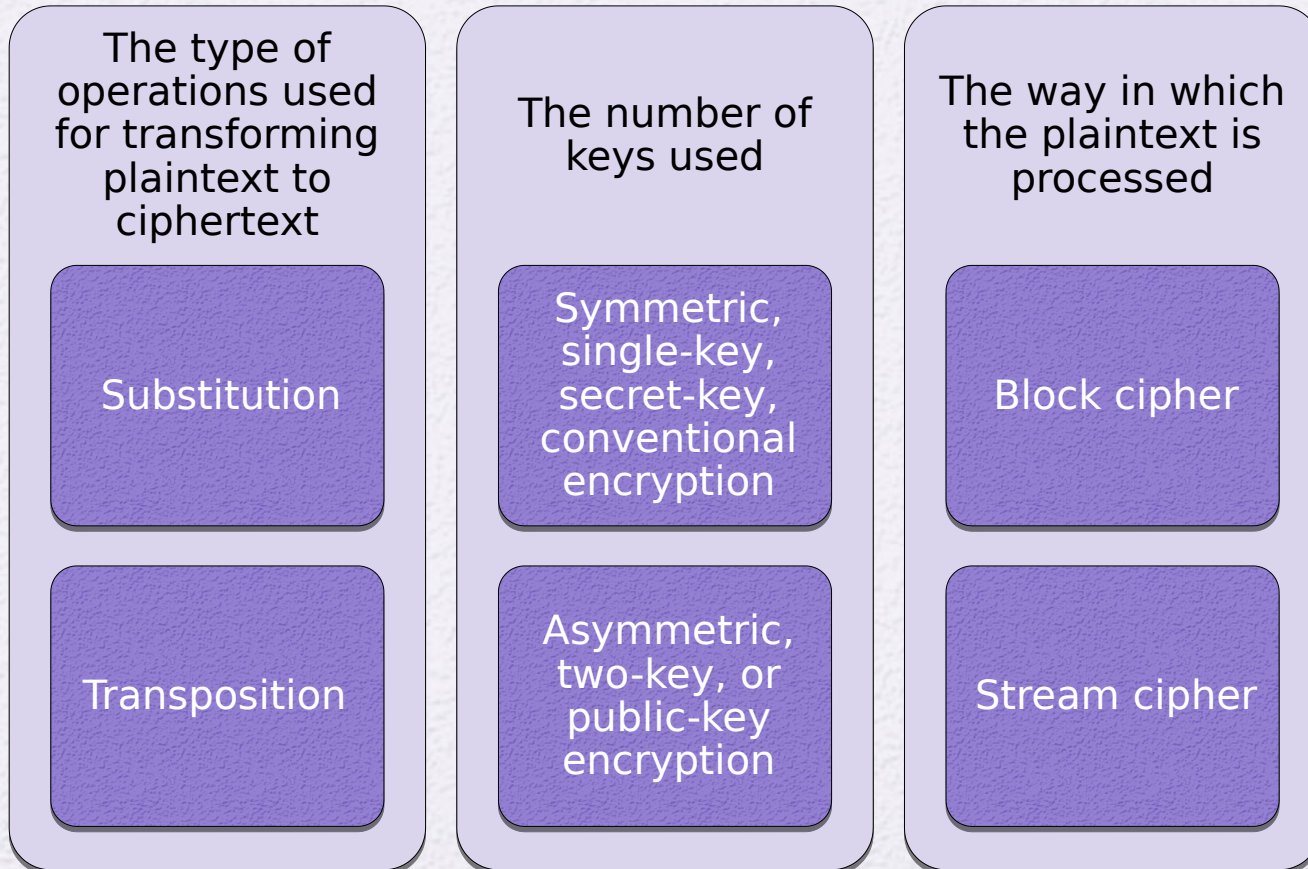 The type of
operations used
for transforming
plaintext to
ciphertext
Substitution
Transposition
The number of
keys used
Symmetric,
single-key,
secret-key,
conventional
encryption
Asymmetric,
two-key, or
public-key
encryption
The way in which
the plaintext is
processed
Block cipher
Stream cipher